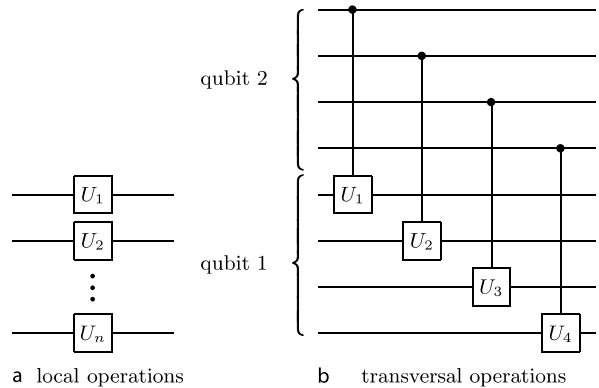 qubit 2
U1
U2
⋮
Un
qubit 1
U1
U2
U3
U4
a local operations
b transversal operations